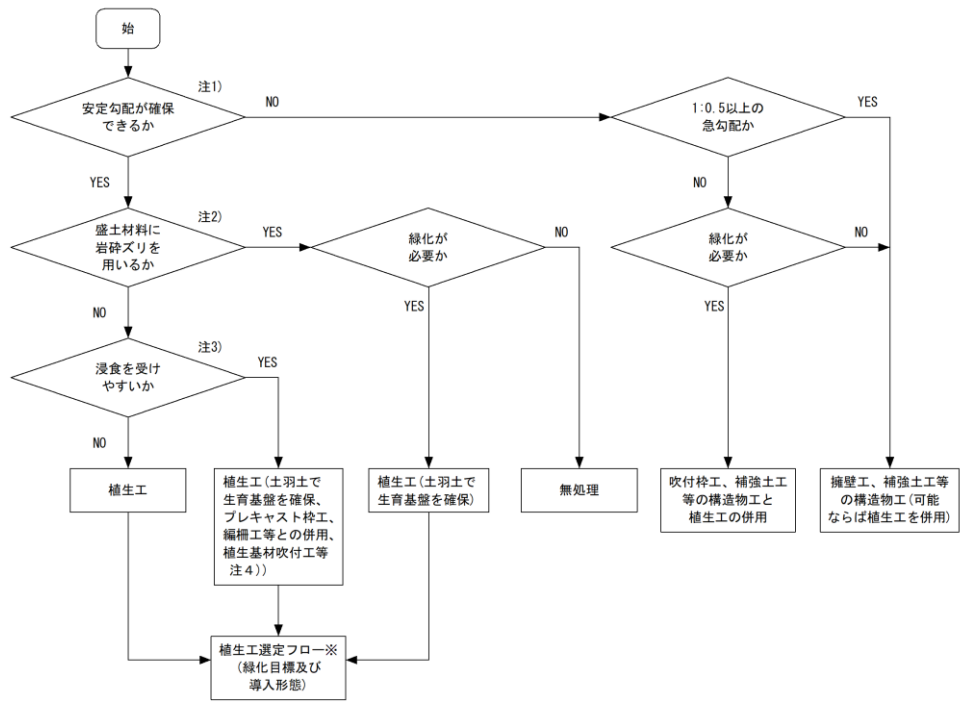 始
注1)
安定勾配が確保
できるか
NO
1:0.5以上の
急勾配か
YES
YES
NO
注2)
盛土材料に
岩砕ズリを
用いるか
YES
緑化が
必要か
NO
緑化が
必要か
NO
NO
YES
YES
注3)
浸食を受け
やすいか
YES
NO
植生工
植生工(土羽土で
生育基盤を確保、
プレキャスト枠工、
編柵工等との併用、
植生基材吹付工等
注4))
植生工(土羽土で
生育基盤を確保)
無処理
吹付枠工、補強土工
等の構造物工と
植生工の併用
擁壁工、補強土工等
の構造物工(可能
ならば植生工を併用)
植生工選定フロー※
(緑化目標及び
導入形態)